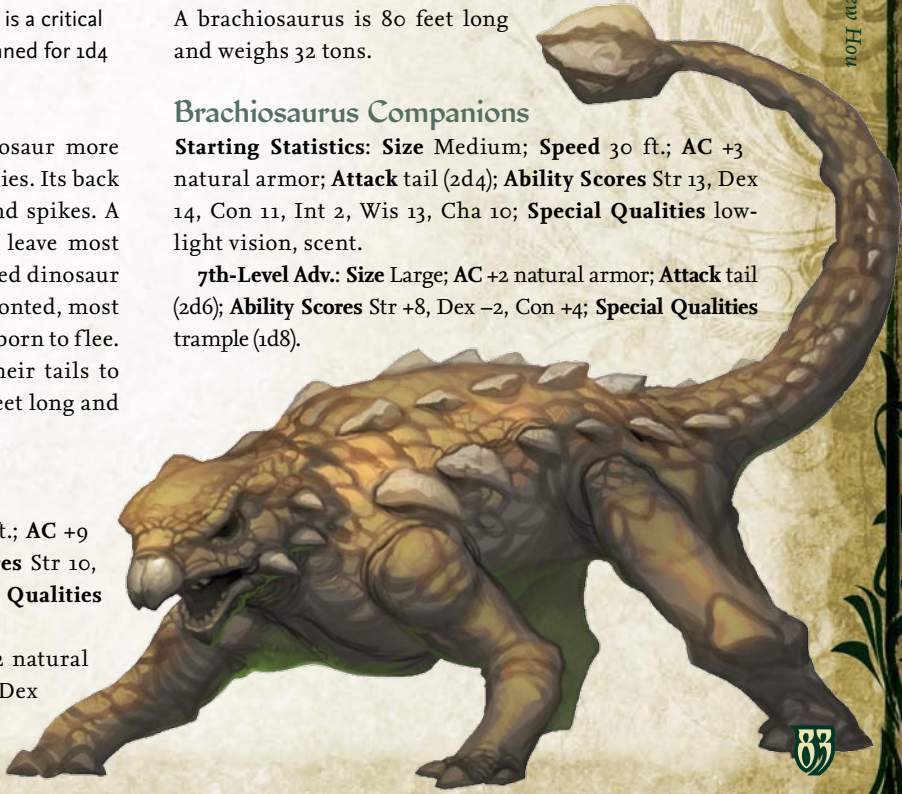 is a critical
nned for 1d4
osaur more
ies. Its back
nd spikes. A
leave most
ed dinosaur
onted, most
born to flee.
heir tails to
eet long and
ft.; AC +9
es Str 10,
Qualities
2 natural
Dex
A brachiosaurus is 80 feet long
and weighs 32 tons.
Brachiosaurus Companions
Starting Statistics: Size Medium; Speed 30 ft.; AC +3
natural armor; Attack tail (2d4); Ability Scores Str 13, Dex
14, Con 11, Int 2, Wis 13, Cha 10; Special Qualities low-
light vision, scent.
7th-Level Adv.: Size Large; AC +2 natural armor; Attack tail
(2d6); Ability Scores Str +8, Dex –2, Con +4; Special Qualities
trample (1d8).
w Hon
83